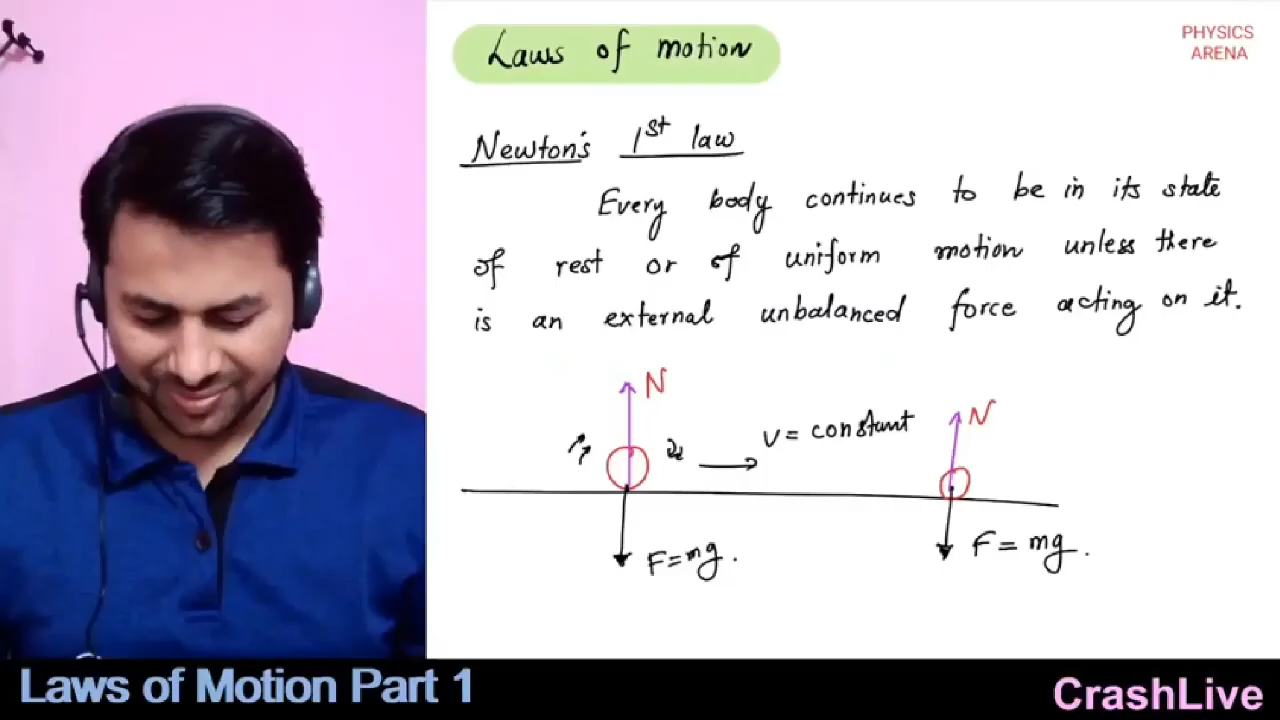 Laws of motion
PHYSICS
ARENA
Newton's 1st law
Every body continues to be in its state
of rest or of uniform motion unless there
is an external unbalanced force acting on it.
N
v = constant
N
F=mg.
F = mg.
Laws of Motion Part 1
CrashLive